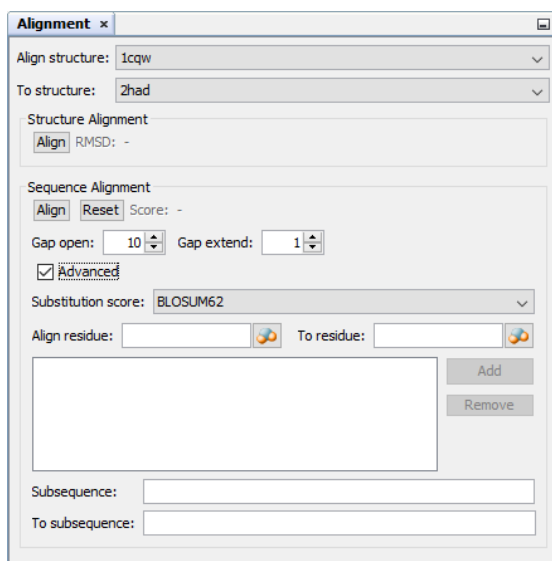 Alignment ×
Align structure: 1cqw
To structure: 2had
Structure Alignment
Align RMSD: -
Sequence Alignment
Align Reset Score: -
Gap open: 10 Gap extend: 1
Advanced
Substitution score: BLOSUM62
Align residue: To residue:
Add
Remove
Subsequence:
To subsequence: